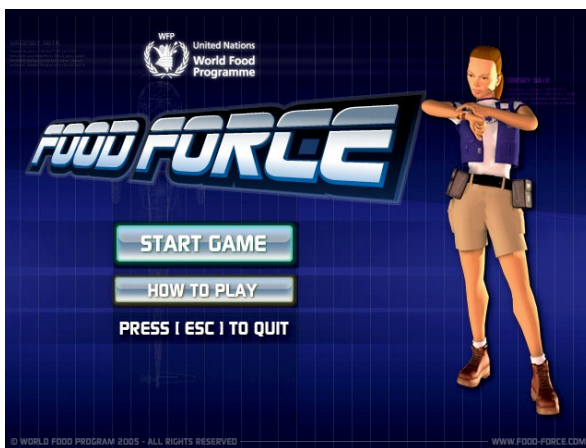 WFP
United Nations
World Food
Programme
FOOD FORCE
START GAME
HOW TO PLAY
PRESS [ ESC ] TO QUIT
© WORLD FOOD PROGRAM 2005 - ALL RIGHTS RESERVED
WWW.FOOD-FORCE.COM